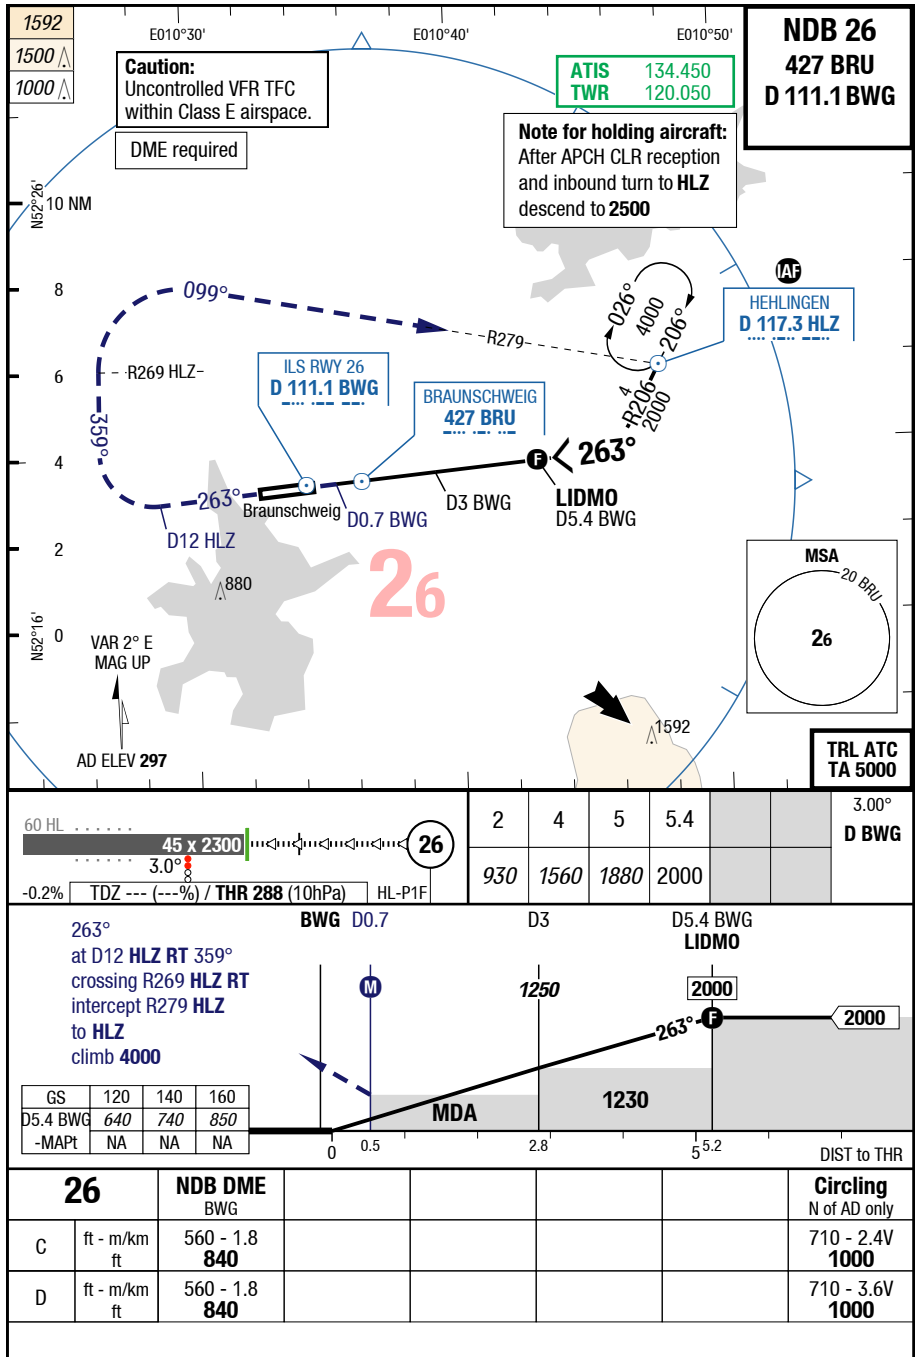 1592
1500
1000
E010°30'
E010°40'
E010°50'
NDB 26
427 BRU
D 111.1 BWG
Caution:
Uncontrolled VFR TFC
within Class E airspace.
DME required
ATIS 134.450
TWR 120.050
Note for holding aircraft:
After APCH CLR reception
and inbound turn to HLZ
descend to 2500
N52°26'
10 NM
8
6
4
2
0
N52°16'
099°
R279
026°
4000
206°
IAF
HEHLINGEN
D 117.3 HLZ
R269 HLZ
359°
ILS RWY 26
D 111.1 BWG
BRAUNSCHWEIG
427 BRU
4
R206
2000
263°
F
LIDMO
D5.4 BWG
263°
Braunschweig
D0.7 BWG
D3 BWG
D12 HLZ
880
26
MSA
20 BRU
26
VAR 2° E
MAG UP
AD ELEV 297
1592
TRL ATC
TA 5000
60 HL
45 x 2300
26
3.0°
-0.2%
TDZ --- (---%) / THR 288 (10hPa)
HL-P1F
2 4 5 5.4
3.00°
D BWG
930 1560 1880 2000
263°
at D12 HLZ RT 359°
crossing R269 HLZ RT
intercept R279 HLZ
to HLZ
climb 4000
BWG D0.7 D3 D5.4 BWG
LIDMO
M
1250
2000
263°
F
2000
MDA
1230
GS 120 140 160
D5.4 BWG 640 740 850
-MAPt NA NA NA
0 0.5 2.8 5 5.2
DIST to THR
26
NDB DME
BWG
Circling
N of AD only
C
ft - m/km
ft
560 - 1.8
840
710 - 2.4V
1000
D
ft - m/km
ft
560 - 1.8
840
710 - 3.6V
1000